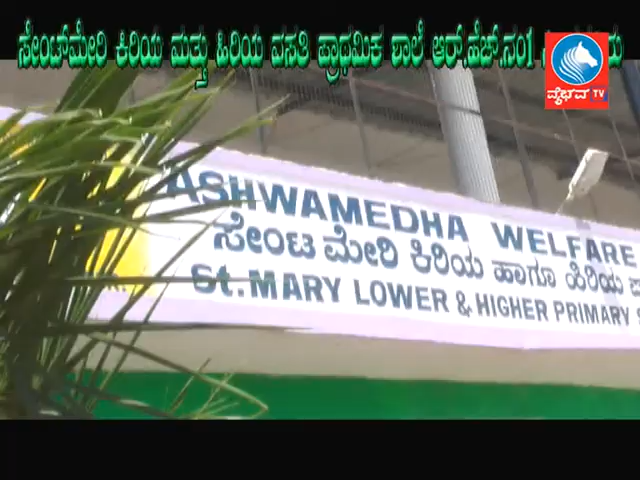 ಸೇಂಟ್‌ಮೇರಿ ಕಿರಿಯ ಮತ್ತು ಹಿರಿಯ ವಸತಿ ಪ್ರಾಥಮಿಕ ಶಾಲೆ ಆರ್.ಹೆಚ್.ನಂ1
ವೈಭವ TV
ASHWAMEDHA WELFARE
ಸೇಂಟ ಮೇರಿ ಕಿರಿಯ ಹಾಗೂ ಹಿರಿಯ
St. MARY LOWER & HIGHER PRIMARY